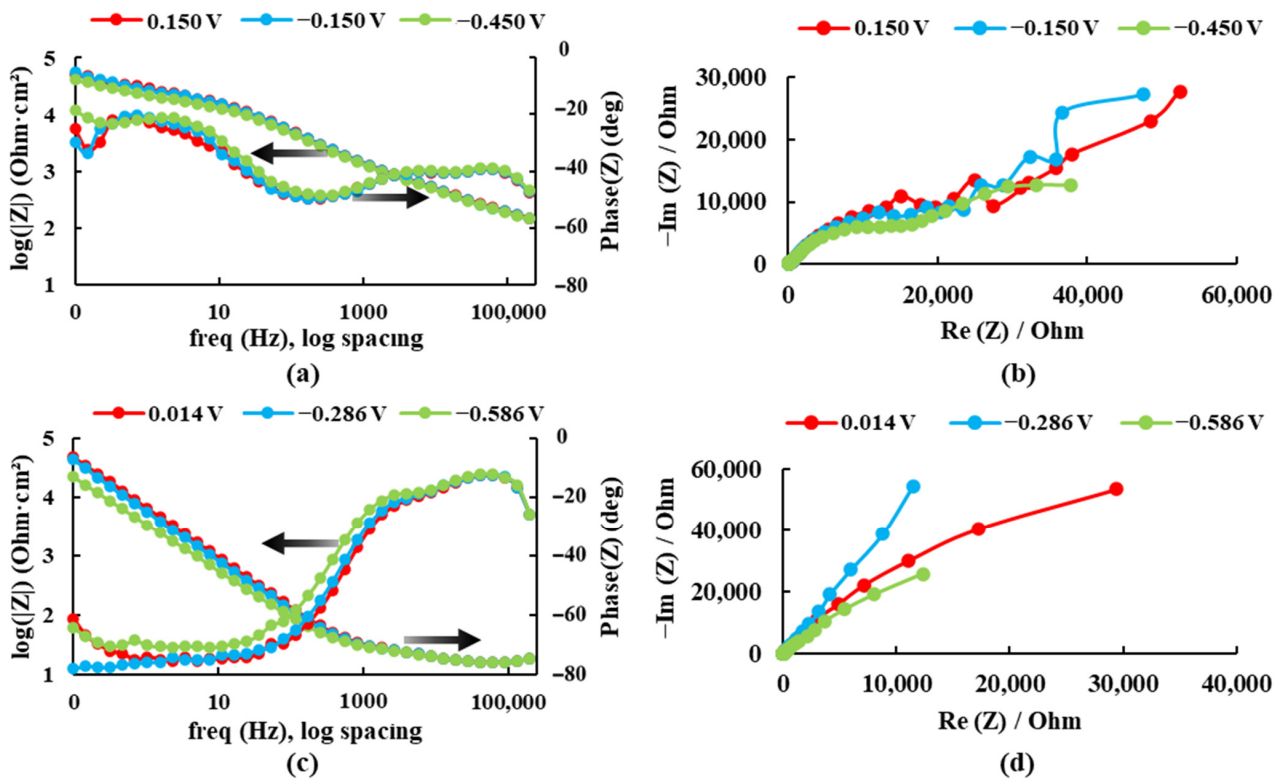 0.150 V −0.150 V −0.450 V
log(|Z|) (Ohm·cm²)
5
4
3
2
1
0
−20
−40
−60
−80
Phase(Z) (deg)
0 10 1000 100,000
freq (Hz), log spacing
(a)
0.150 V −0.150 V −0.450 V
−Im (Z) / Ohm
30,000
20,000
10,000
0
0 20,000 40,000 60,000
Re (Z) / Ohm
(b)
0.014 V −0.286 V −0.586 V
log(|Z|) (Ohm·cm²)
5
4
3
2
1
0
−20
−40
−60
−80
Phase(Z) (deg)
0 10 1000 100,000
freq (Hz), log spacing
(c)
0.014 V −0.286 V −0.586 V
−Im (Z) / Ohm
60,000
40,000
20,000
0
0 10,000 20,000 30,000 40,000
Re (Z) / Ohm
(d)